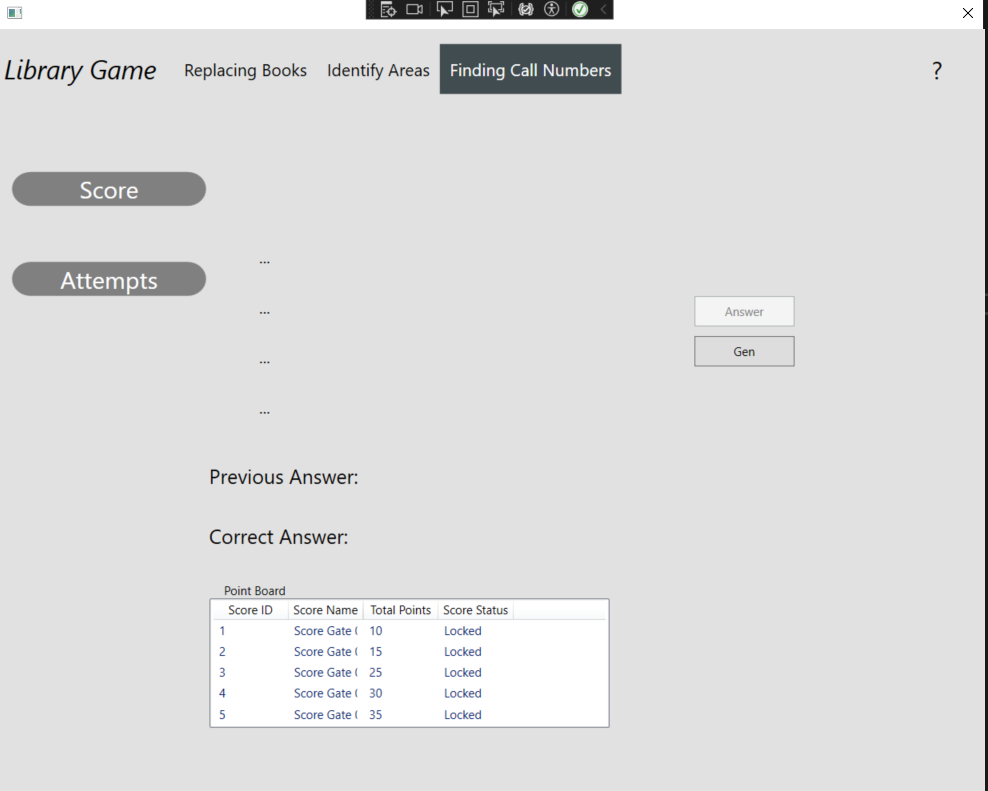 Library Game Replacing Books Identify Areas Finding Call Numbers ?
Score
...
Attempts
...
Answer
Gen
...
...
Previous Answer:
Correct Answer:
Point Board
Score ID Score Name Total Points Score Status
1 Score Gate ( 10 Locked
2 Score Gate ( 15 Locked
3 Score Gate ( 25 Locked
4 Score Gate ( 30 Locked
5 Score Gate ( 35 Locked